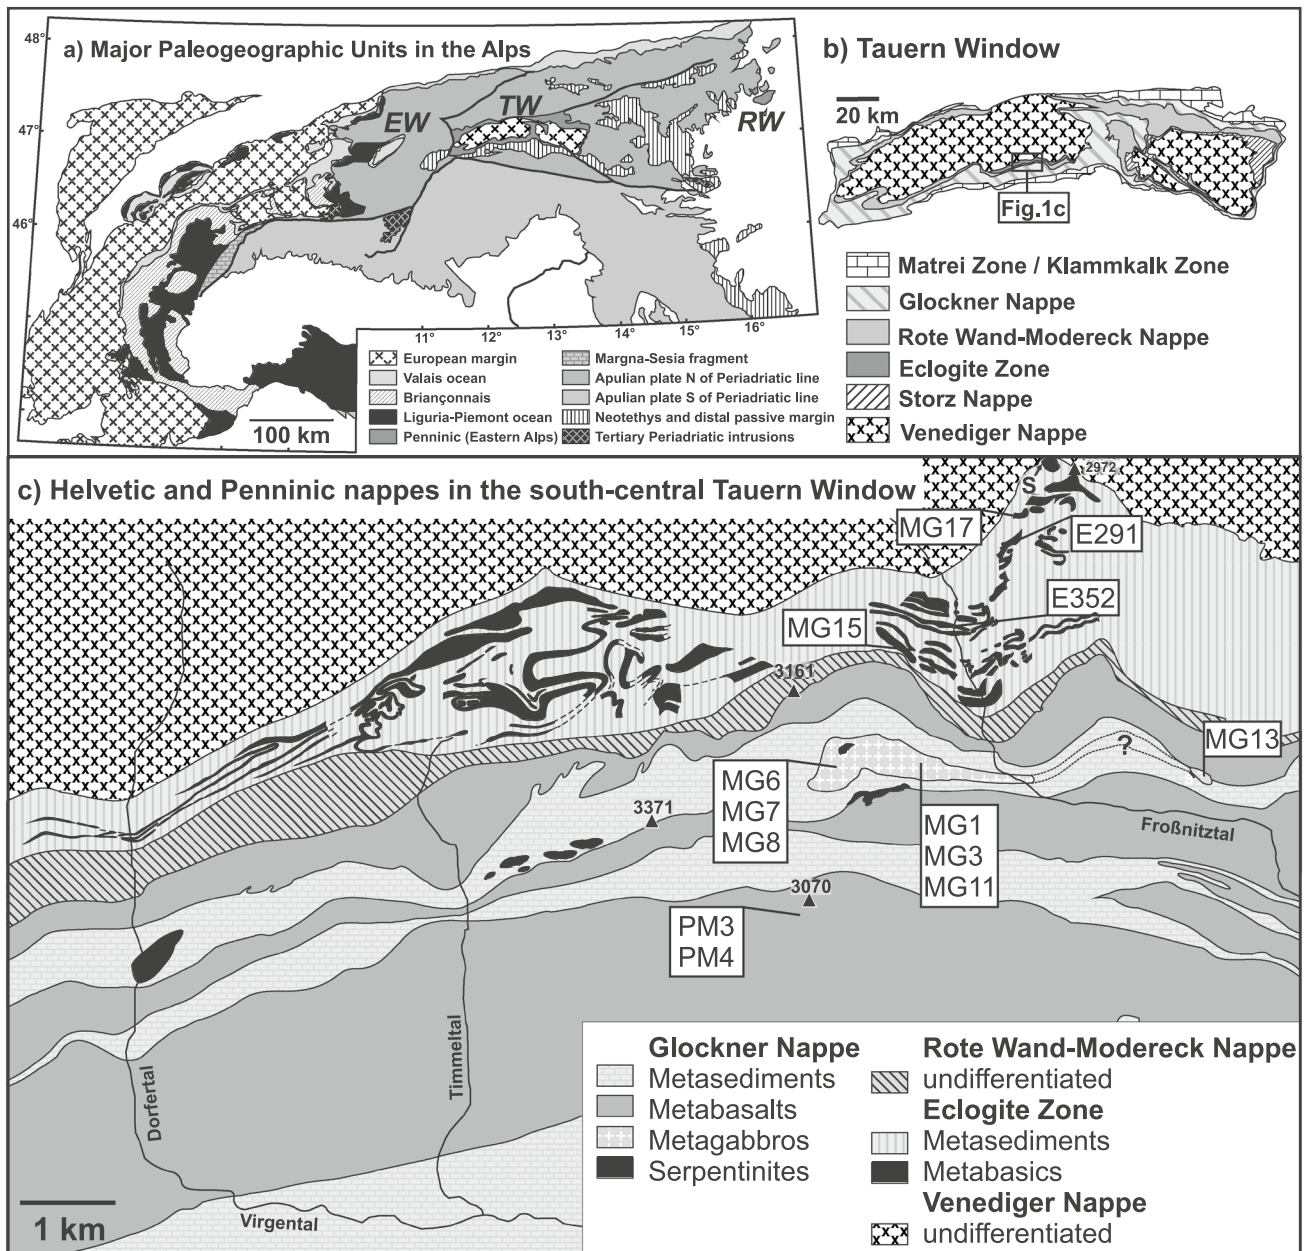 a) Major Paleogeographic Units in the Alps
48°
47°
46°
EW
TW
RW
11°
12°
13°
14°
15°
16°
European margin
Valais ocean
Briançonnais
Liguria-Piemont ocean
Penninic (Eastern Alps)
Margna-Sesia fragment
Apulian plate N of Periadriatic line
Apulian plate S of Periadriatic line
Neotethys and distal passive margin
Tertiary Periadriatic intrusions
100 km
b) Tauern Window
20 km
Fig.1c
Matrei Zone / Klammkalk Zone
Glockner Nappe
Rote Wand-Modereck Nappe
Eclogite Zone
Storz Nappe
Venediger Nappe
c) Helvetic and Penninic nappes in the south-central Tauern Window
S
2972
MG17
E291
E352
MG15
3161
MG13
?
MG6
MG7
MG8
3371
MG1
MG3
MG11
Froßnitztal
3070
PM3
PM4
Dorfertal
Timmeltal
Virgental
1 km
Glockner Nappe
Metasediments
Metabasalts
Metagabbros
Serpentinites
Rote Wand-Modereck Nappe
undifferentiated
Eclogite Zone
Metasediments
Metabasics
Venediger Nappe
undifferentiated